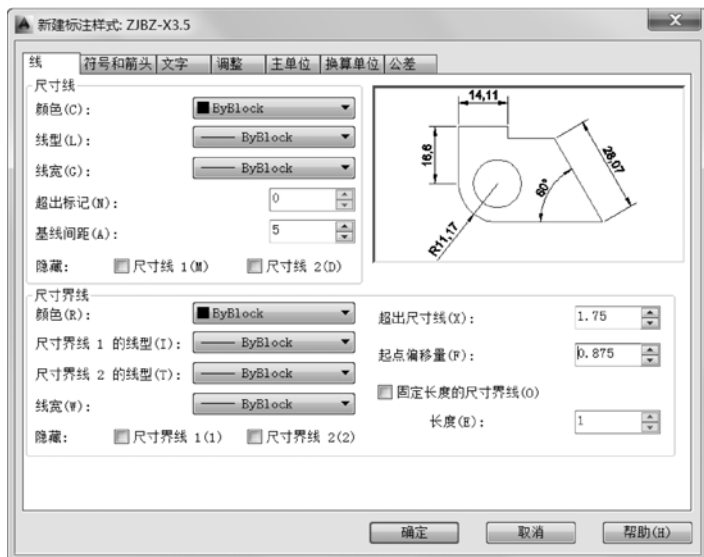 新建标注样式: ZJBZ-X3.5
线 符号和箭头 文字 调整 主单位 换算单位 公差
尺寸线
颜色(C): ByBlock
线型(L): ByBlock
线宽(G): ByBlock
超出标记(N): 0
基线间距(A): 5
隐藏: 尺寸线 1(M) 尺寸线 2(D)
14,11
16,6
28,07
60°
R11,17
尺寸界线
颜色(R): ByBlock
尺寸界线 1 的线型(I): ByBlock
尺寸界线 2 的线型(T): ByBlock
线宽(W): ByBlock
隐藏: 尺寸界线 1(1) 尺寸界线 2(2)
超出尺寸线(X): 1.75
起点偏移量(F): 0.875
固定长度的尺寸界线(O)
长度(E): 1
确定 取消 帮助(H)